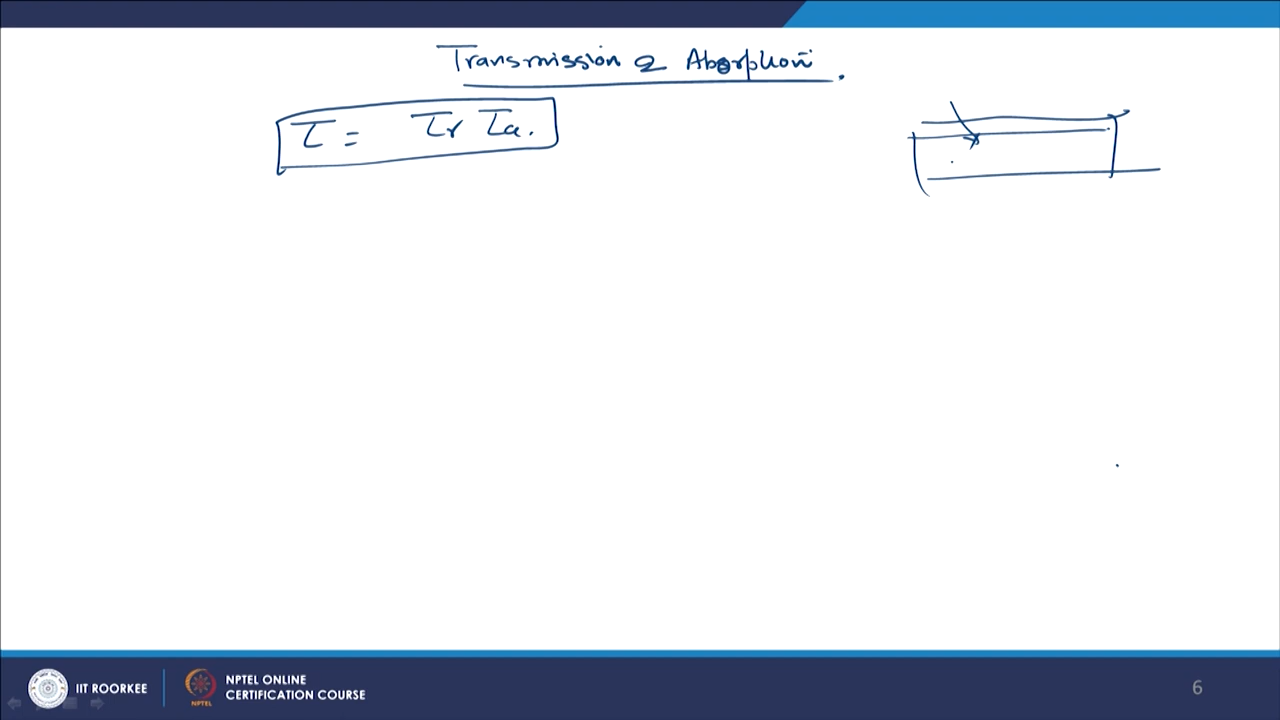 Transmission & Absorption.
τ = τr τa.
IIT ROORKEE
NPTEL ONLINE
CERTIFICATION COURSE
6